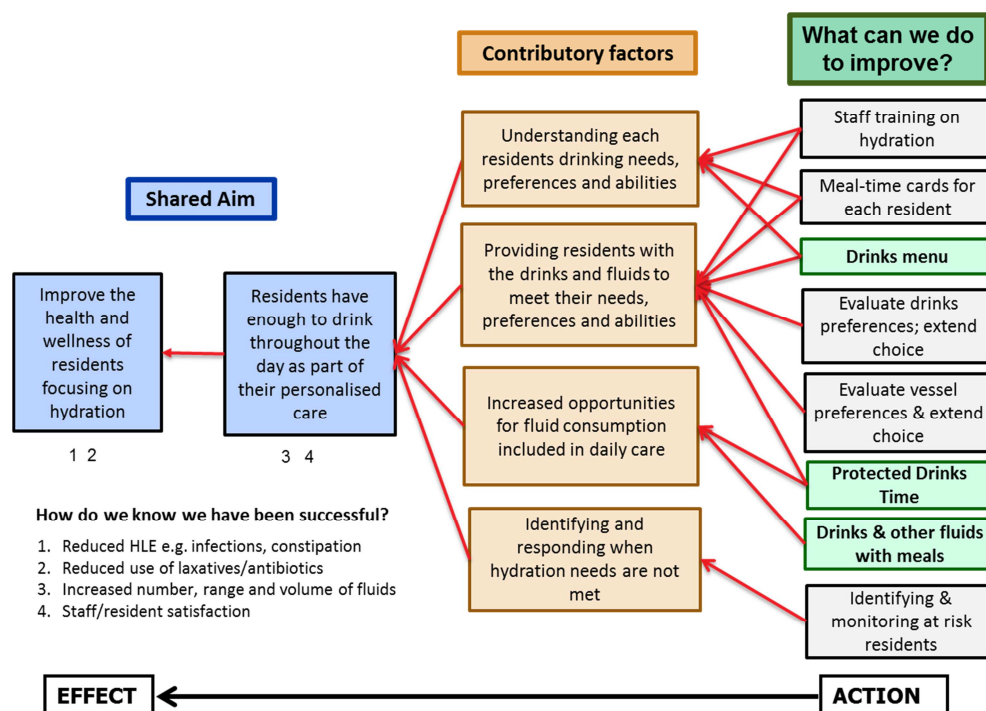 Shared Aim
Improve the
health and
wellness of
residents
focusing on
hydration
1 2
Residents have
enough to drink
throughout the
day as part of
their personalised
care
3 4
How do we know we have been successful?
1. Reduced HLE e.g. infections, constipation
2. Reduced use of laxatives/antibiotics
3. Increased number, range and volume of fluids
4. Staff/resident satisfaction
Contributory factors
Understanding each
residents drinking needs,
preferences and abilities
Providing residents with
the drinks and fluids to
meet their needs,
preferences and abilities
Increased opportunities
for fluid consumption
included in daily care
Identifying and
responding when
hydration needs are not
met
What can we do
to improve?
Staff training on
hydration
Meal-time cards for
each resident
Drinks menu
Evaluate drinks
preferences; extend
choice
Evaluate vessel
preferences & extend
choice
Protected Drinks
Time
Drinks & other fluids
with meals
Identifying &
monitoring at risk
residents
EFFECT
ACTION